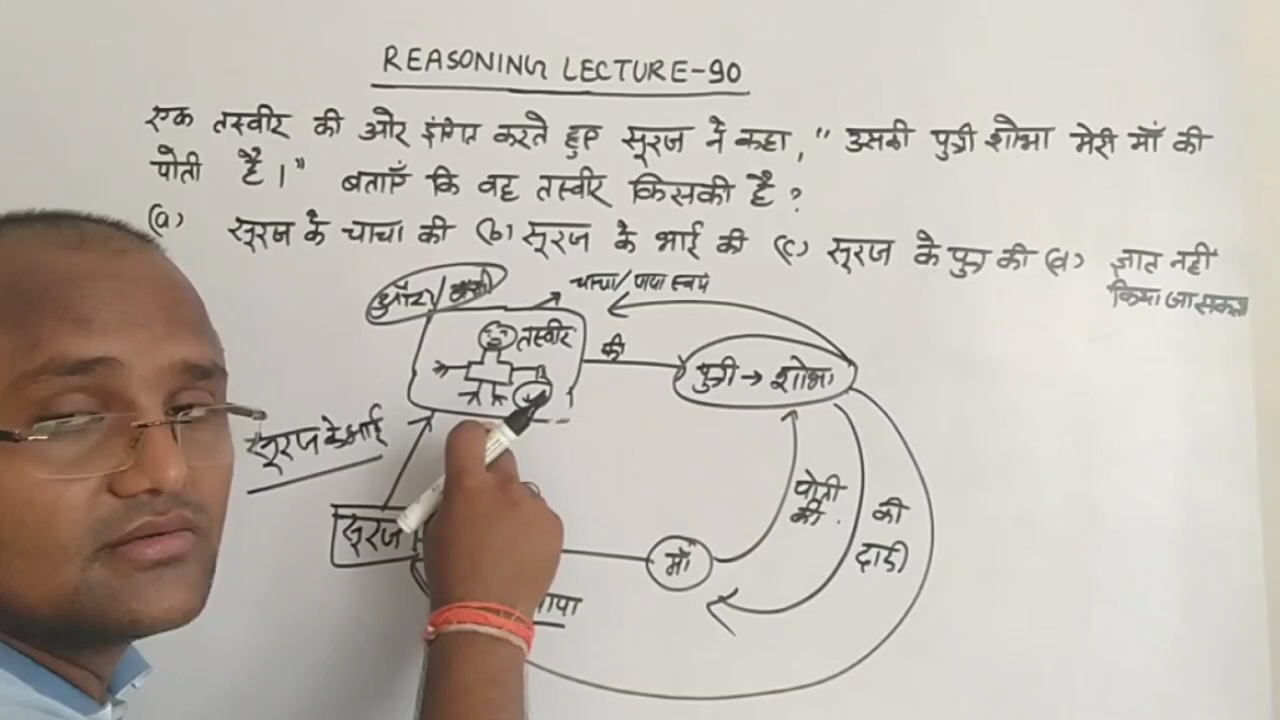 REASONING LECTURE-90
एक तस्वीर की ओर इंगित करते हुए सूरज ने कहा, "उसकी पुत्री शोभा मेरी माँ की
पोती है।" बताएँ कि वह तस्वीर किसकी है?
(a) सूरज के चाचा की (b) सूरज के भाई की (c) सूरज के पुत्र की (d) ज्ञात नहीं
किया जा सकता
चाचा/पापा स्वयं
तस्वीर
की
पुत्री → शोभा
सूरज के भाई
पोती
की
की
दादी
सूरज
माँ
पापा